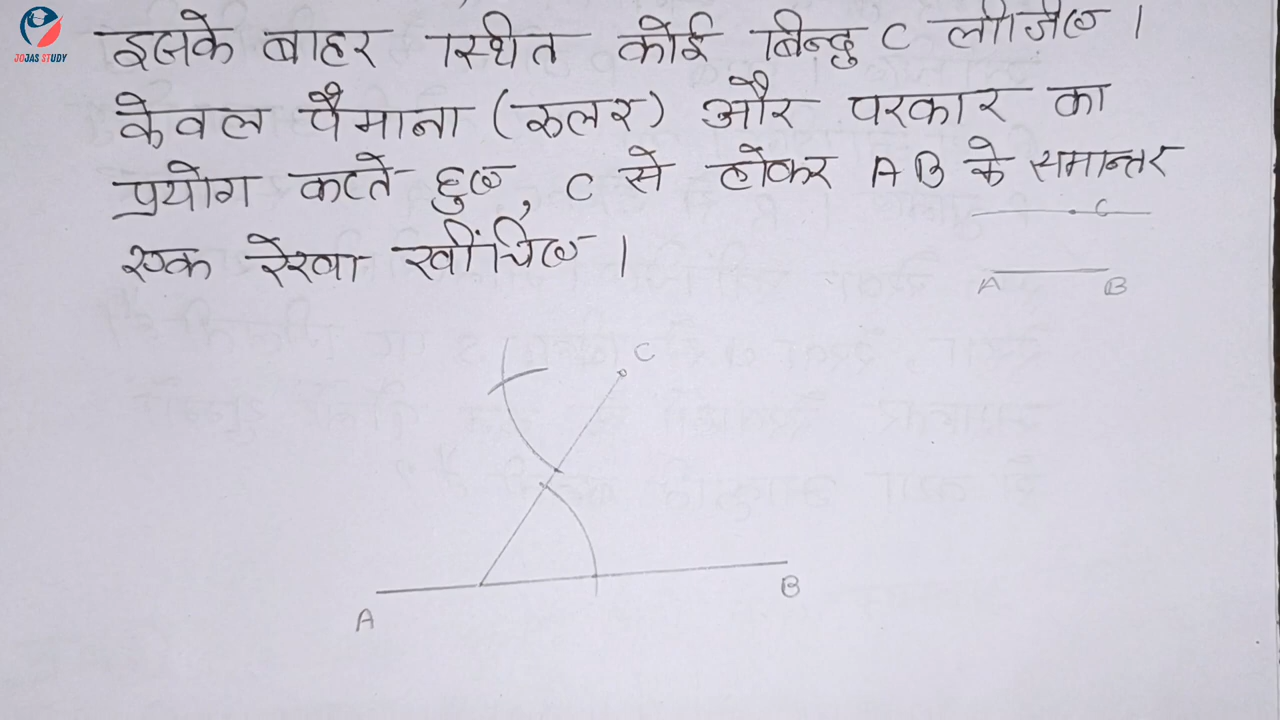 JOJAS STUDY
इसके बाहर स्थित कोई बिन्दु C लीजिए ।
केवल पैमाना (रुलर) और परकार का
प्रयोग करते हुए, C से होकर AB के समान्तर
एक रेखा खींचिए ।
C
A B
C
A B